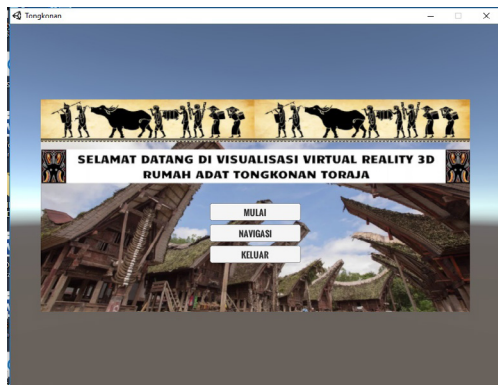 Tongkonan
SELAMAT DATANG DI VISUALISASI VIRTUAL REALITY 3D
RUMAH ADAT TONGKONAN TORAJA
MULAI
NAVIGASI
KELUAR